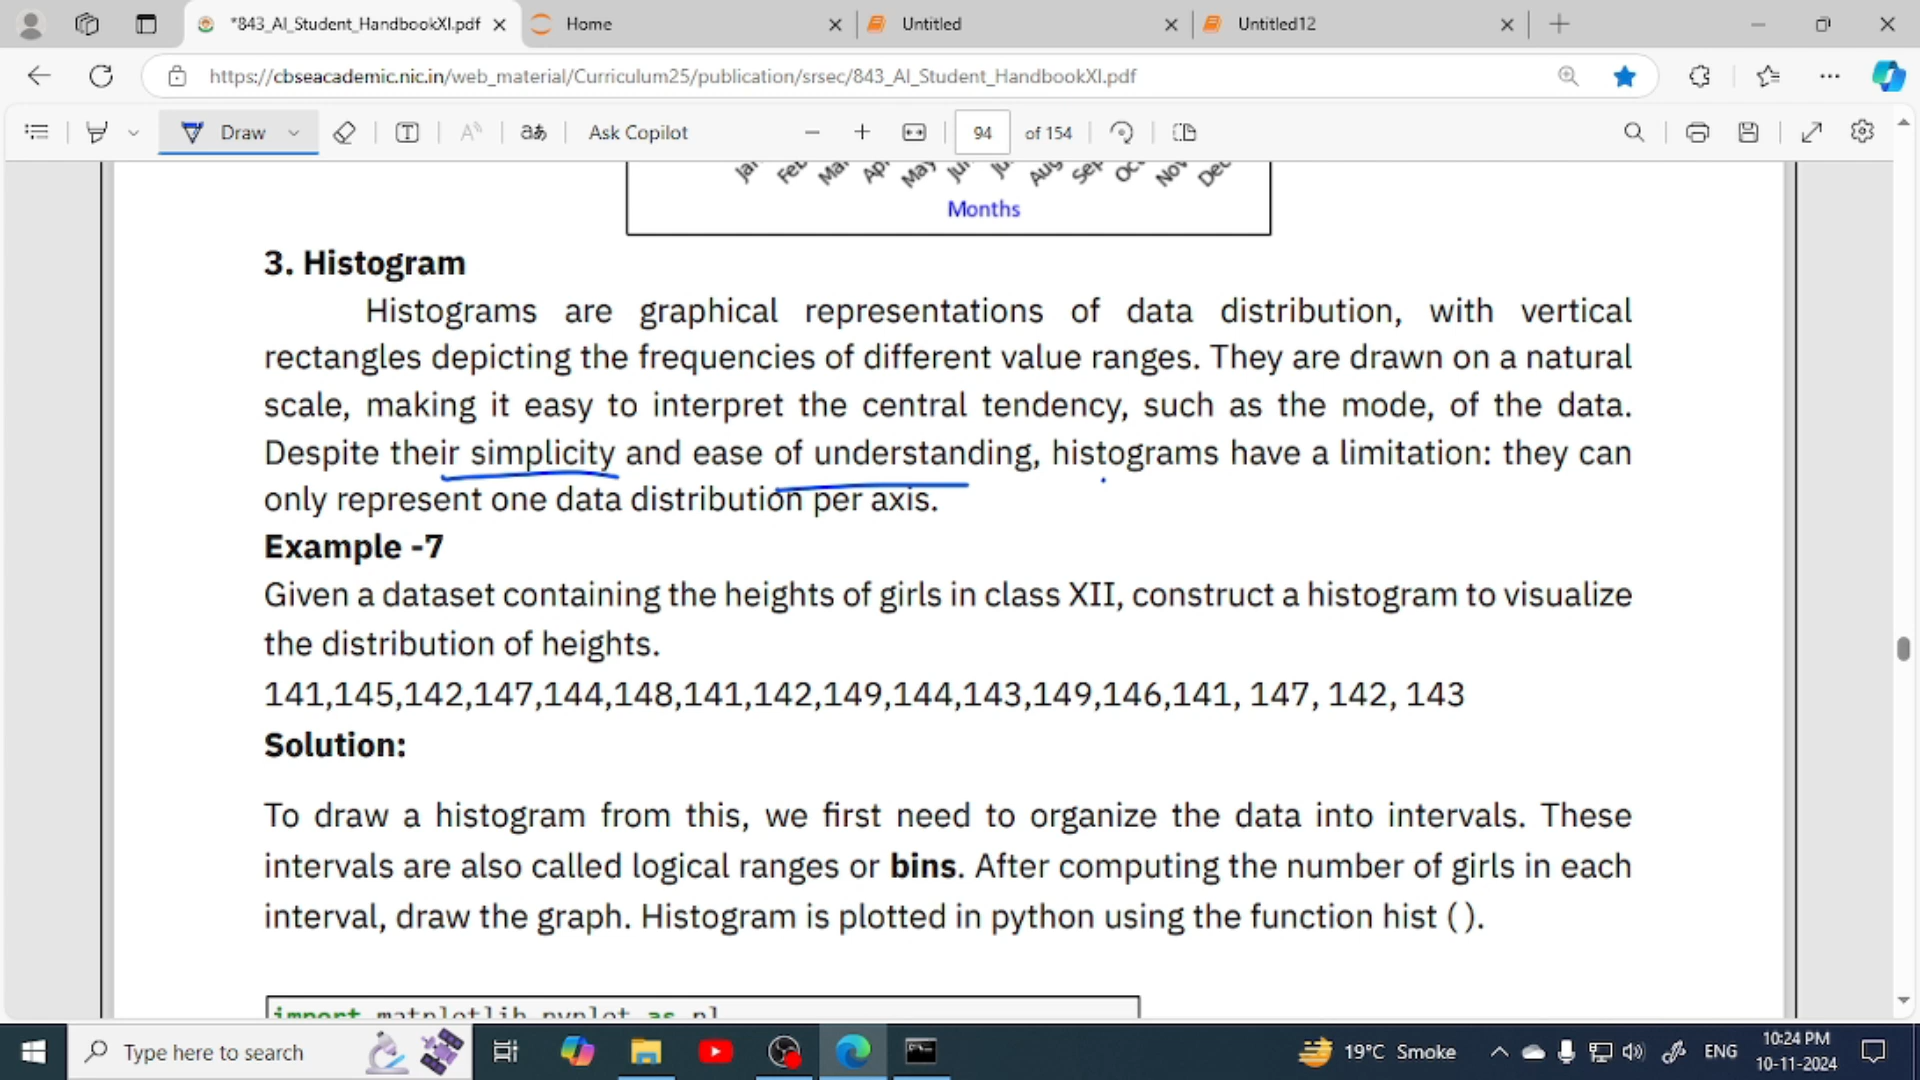 *843_AI_Student_HandbookXI.pdf
Home
Untitled
Untitled12
https://cbseacademic.nic.in/web_material/Curriculum25/publication/srsec/843_AI_Student_HandbookXI.pdf
Draw
Ask Copilot
94 of 154
Months
3. Histogram
Histograms are graphical representations of data distribution, with vertical
rectangles depicting the frequencies of different value ranges. They are drawn on a natural
scale, making it easy to interpret the central tendency, such as the mode, of the data.
Despite their simplicity and ease of understanding, histograms have a limitation: they can
only represent one data distribution per axis.
Example -7
Given a dataset containing the heights of girls in class XII, construct a histogram to visualize
the distribution of heights.
141,145,142,147,144,148,141,142,149,144,143,149,146,141, 147, 142, 143
Solution:
To draw a histogram from this, we first need to organize the data into intervals. These
intervals are also called logical ranges or bins. After computing the number of girls in each
interval, draw the graph. Histogram is plotted in python using the function hist ( ).
import matplotlib.pyplot as pl
Type here to search
19°C Smoke
ENG
10:24 PM
10-11-2024